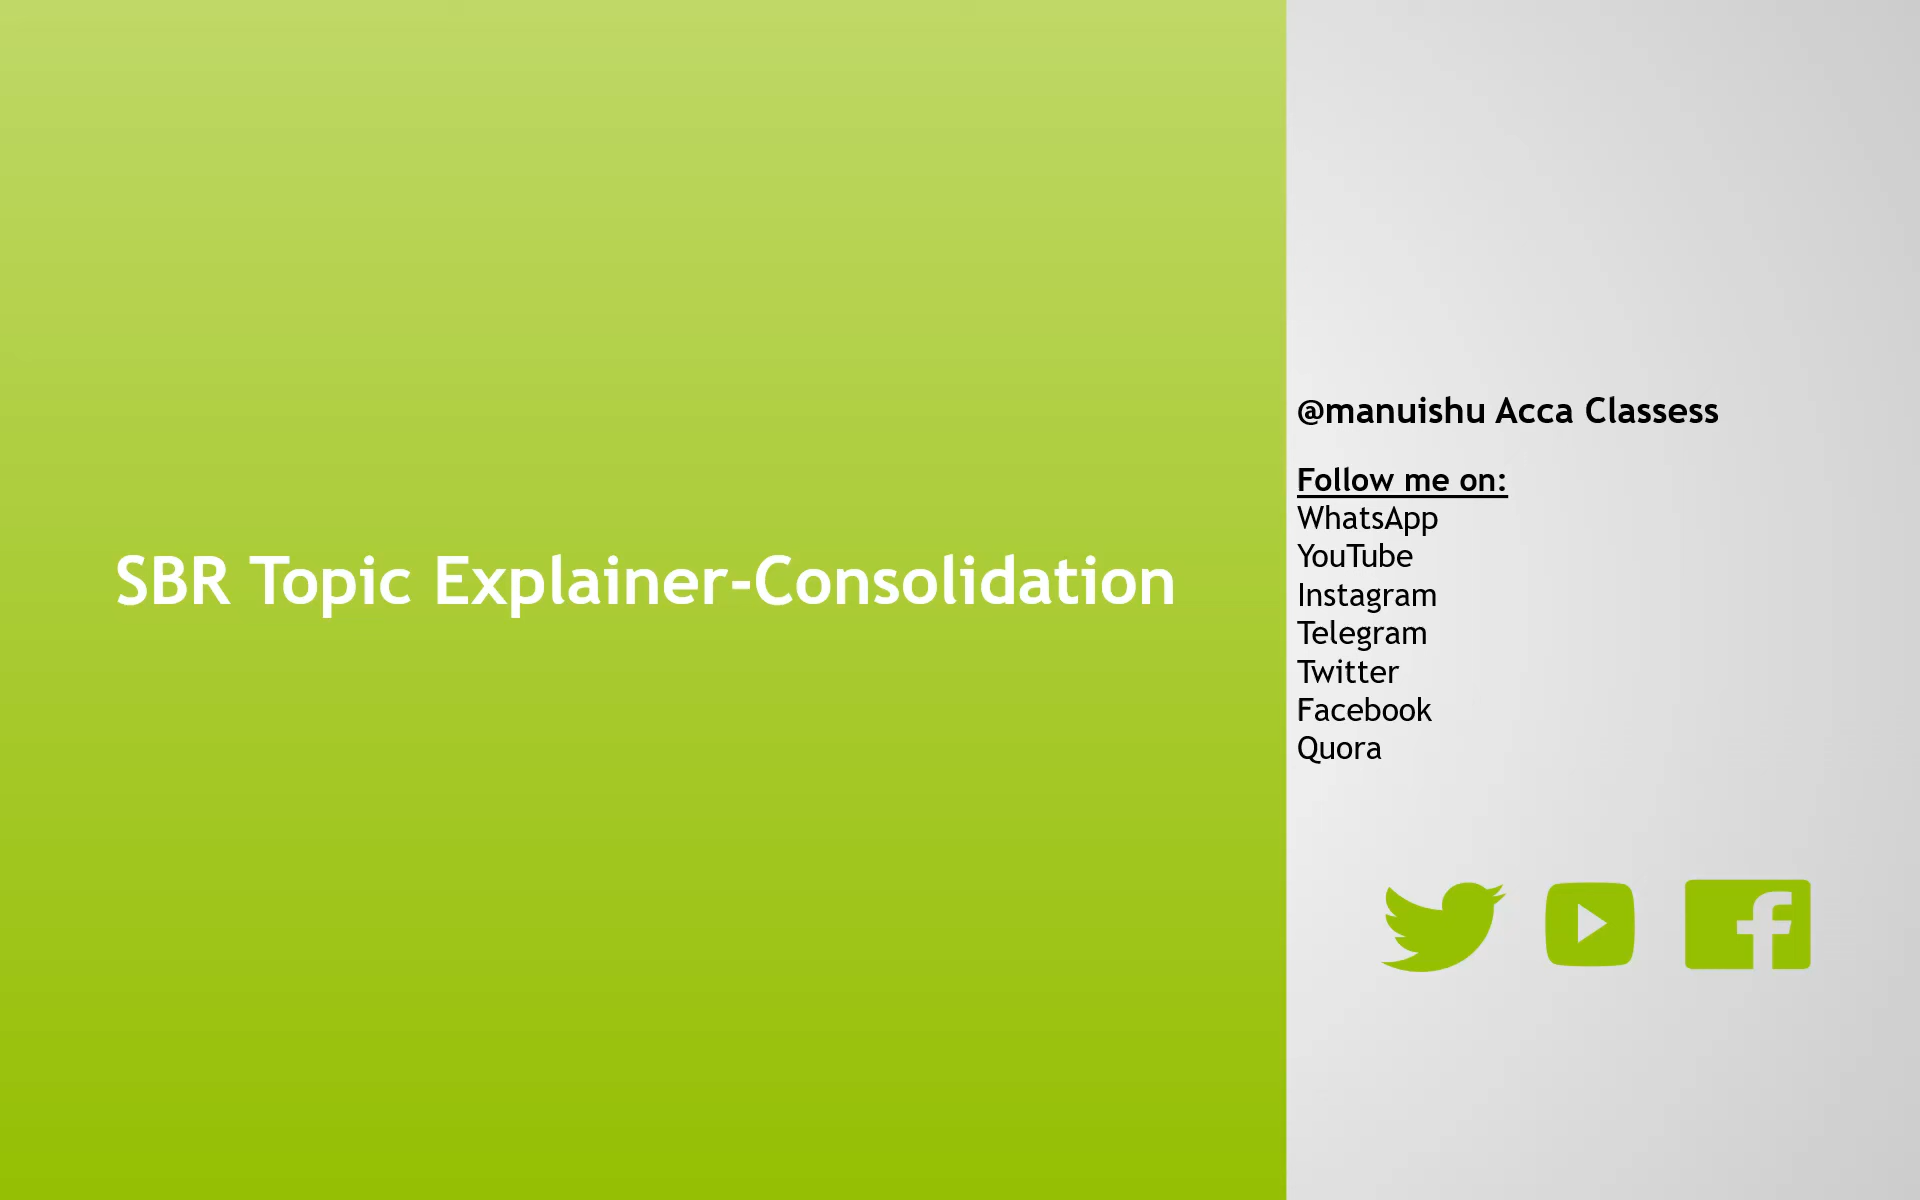 SBR Topic Explainer-Consolidation
@manuishu Acca Classess
Follow me on:
WhatsApp
YouTube
Instagram
Telegram
Twitter
Facebook
Quora